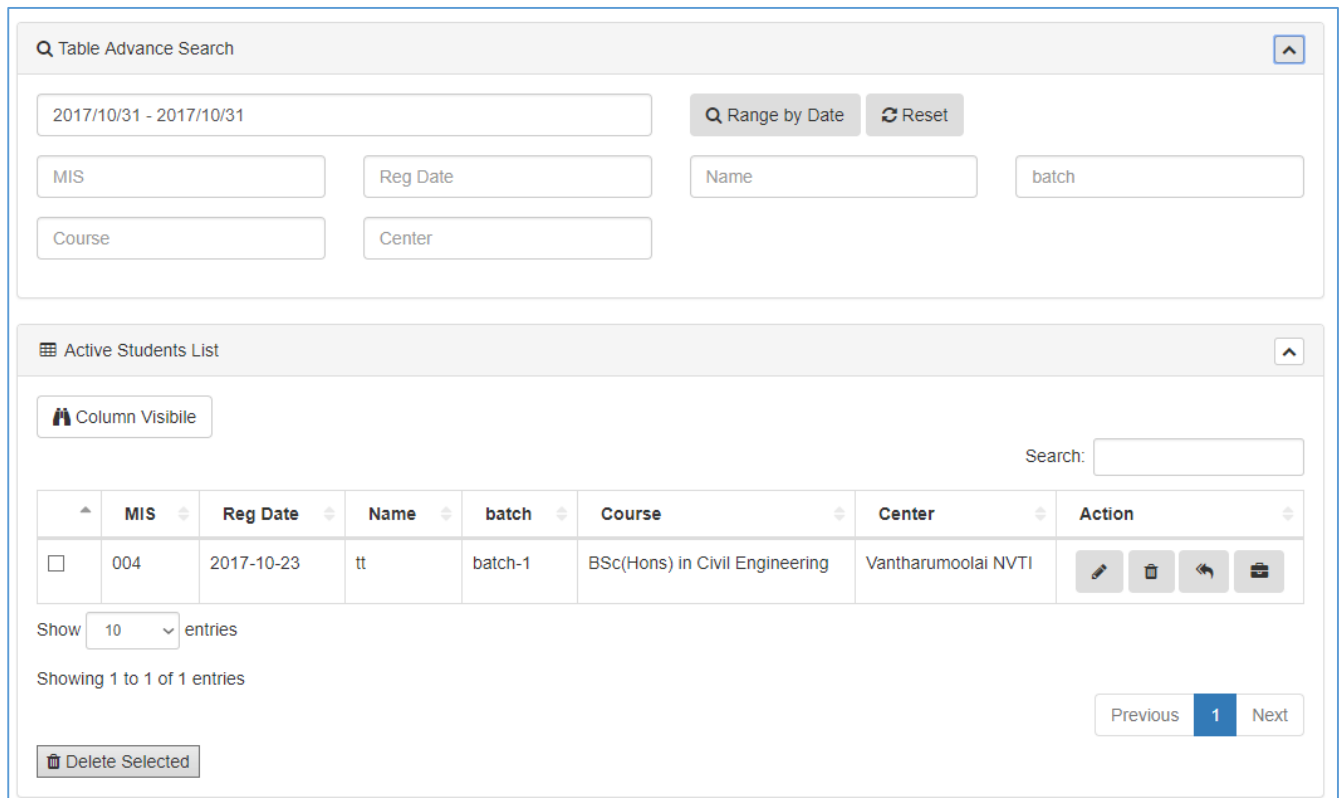 Table Advance Search
2017/10/31 - 2017/10/31 Range by Date Reset
MIS Reg Date Name batch
Course Center
Active Students List
Column Visibile
Search:
MIS Reg Date Name batch Course Center Action
004 2017-10-23 tt batch-1 BSc(Hons) in Civil Engineering Vantharumoolai NVTI
Show 10 entries
Showing 1 to 1 of 1 entries
Previous 1 Next
Delete Selected